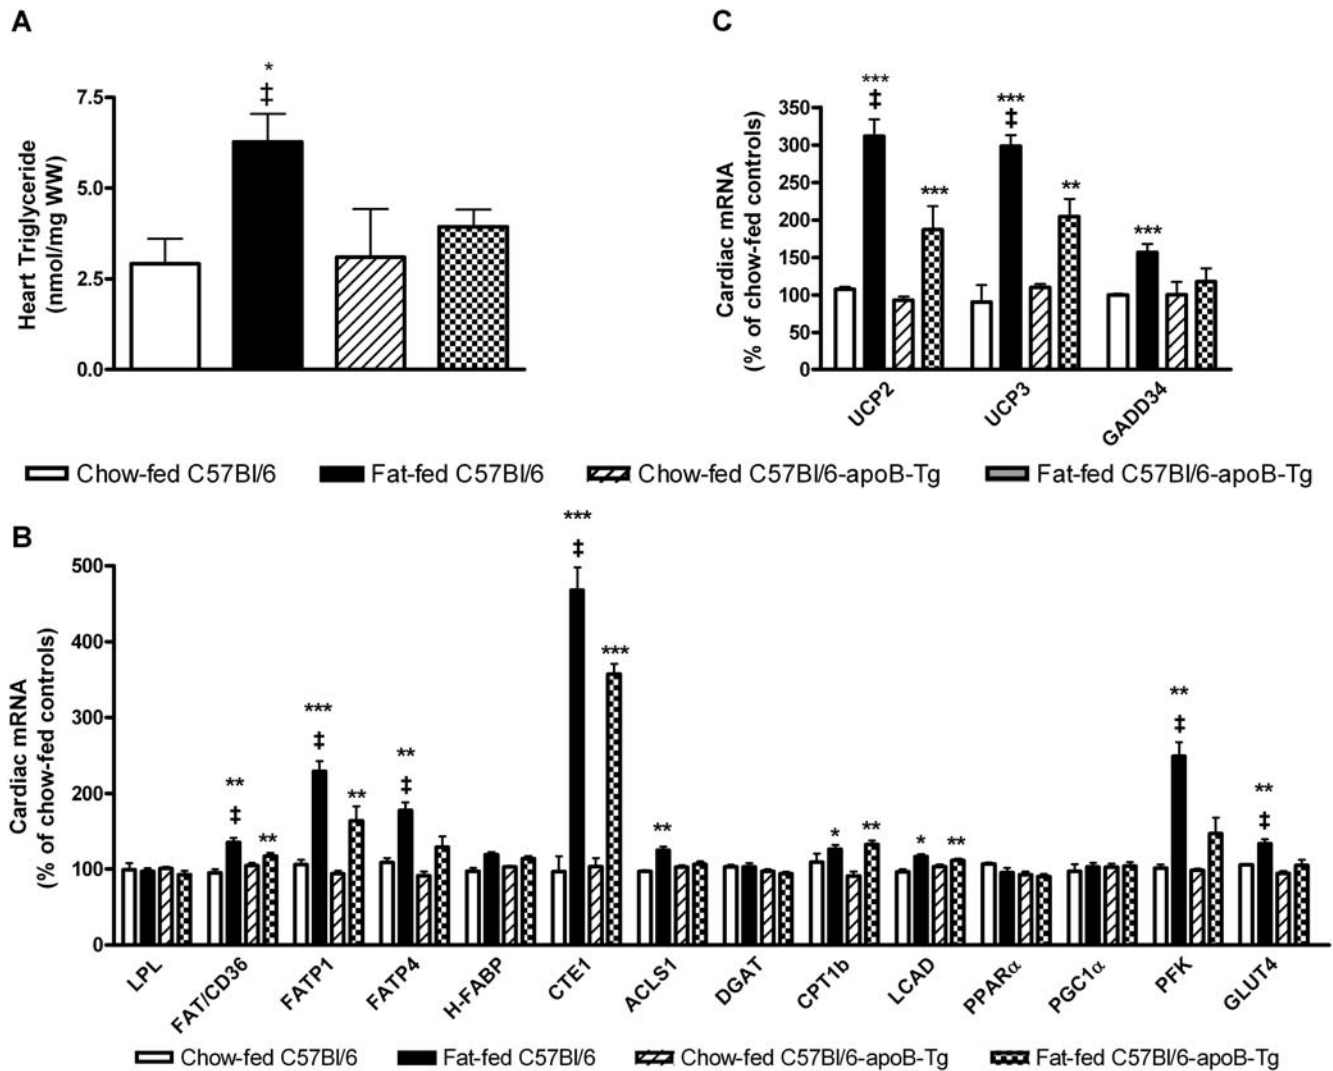 A
*
‡
7.5
5.0
2.5
0.0
Heart Triglyceride
(nmol/mg WW)
C
***
‡
***
***
‡
**
***
350
300
250
200
150
100
50
0
Cardiac mRNA
(% of chow-fed controls)
UCP2
UCP3
GADD34
Chow-fed C57Bl/6
Fat-fed C57Bl/6
Chow-fed C57Bl/6-apoB-Tg
Fat-fed C57Bl/6-apoB-Tg
B
500
400
300
200
100
0
Cardiac mRNA
(% of chow-fed controls)
**
‡
**
***
‡
**
**
‡
***
‡
***
**
*
**
*
**
**
‡
**
‡
LPL
FAT/CD36
FATP1
FATP4
H-FABP
CTE1
ACLS1
DGAT
CPT1b
LCAD
PPARα
PGC1α
PFK
GLUT4
Chow-fed C57Bl/6
Fat-fed C57Bl/6
Chow-fed C57Bl/6-apoB-Tg
Fat-fed C57Bl/6-apoB-Tg